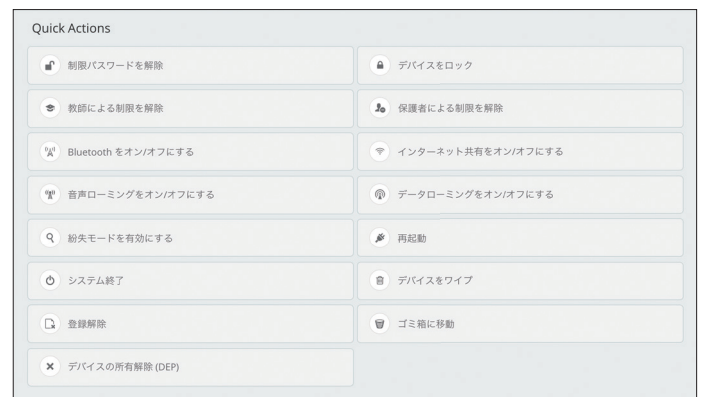 Quick Actions
制限パスワードを解除
デバイスをロック
教師による制限を解除
保護者による制限を解除
Bluetooth をオン/オフにする
インターネット共有をオン/オフにする
音声ローミングをオン/オフにする
データローミングをオン/オフにする
紛失モードを有効にする
再起動
システム終了
デバイスをワイプ
登録解除
ゴミ箱に移動
デバイスの所有解除 (DEP)